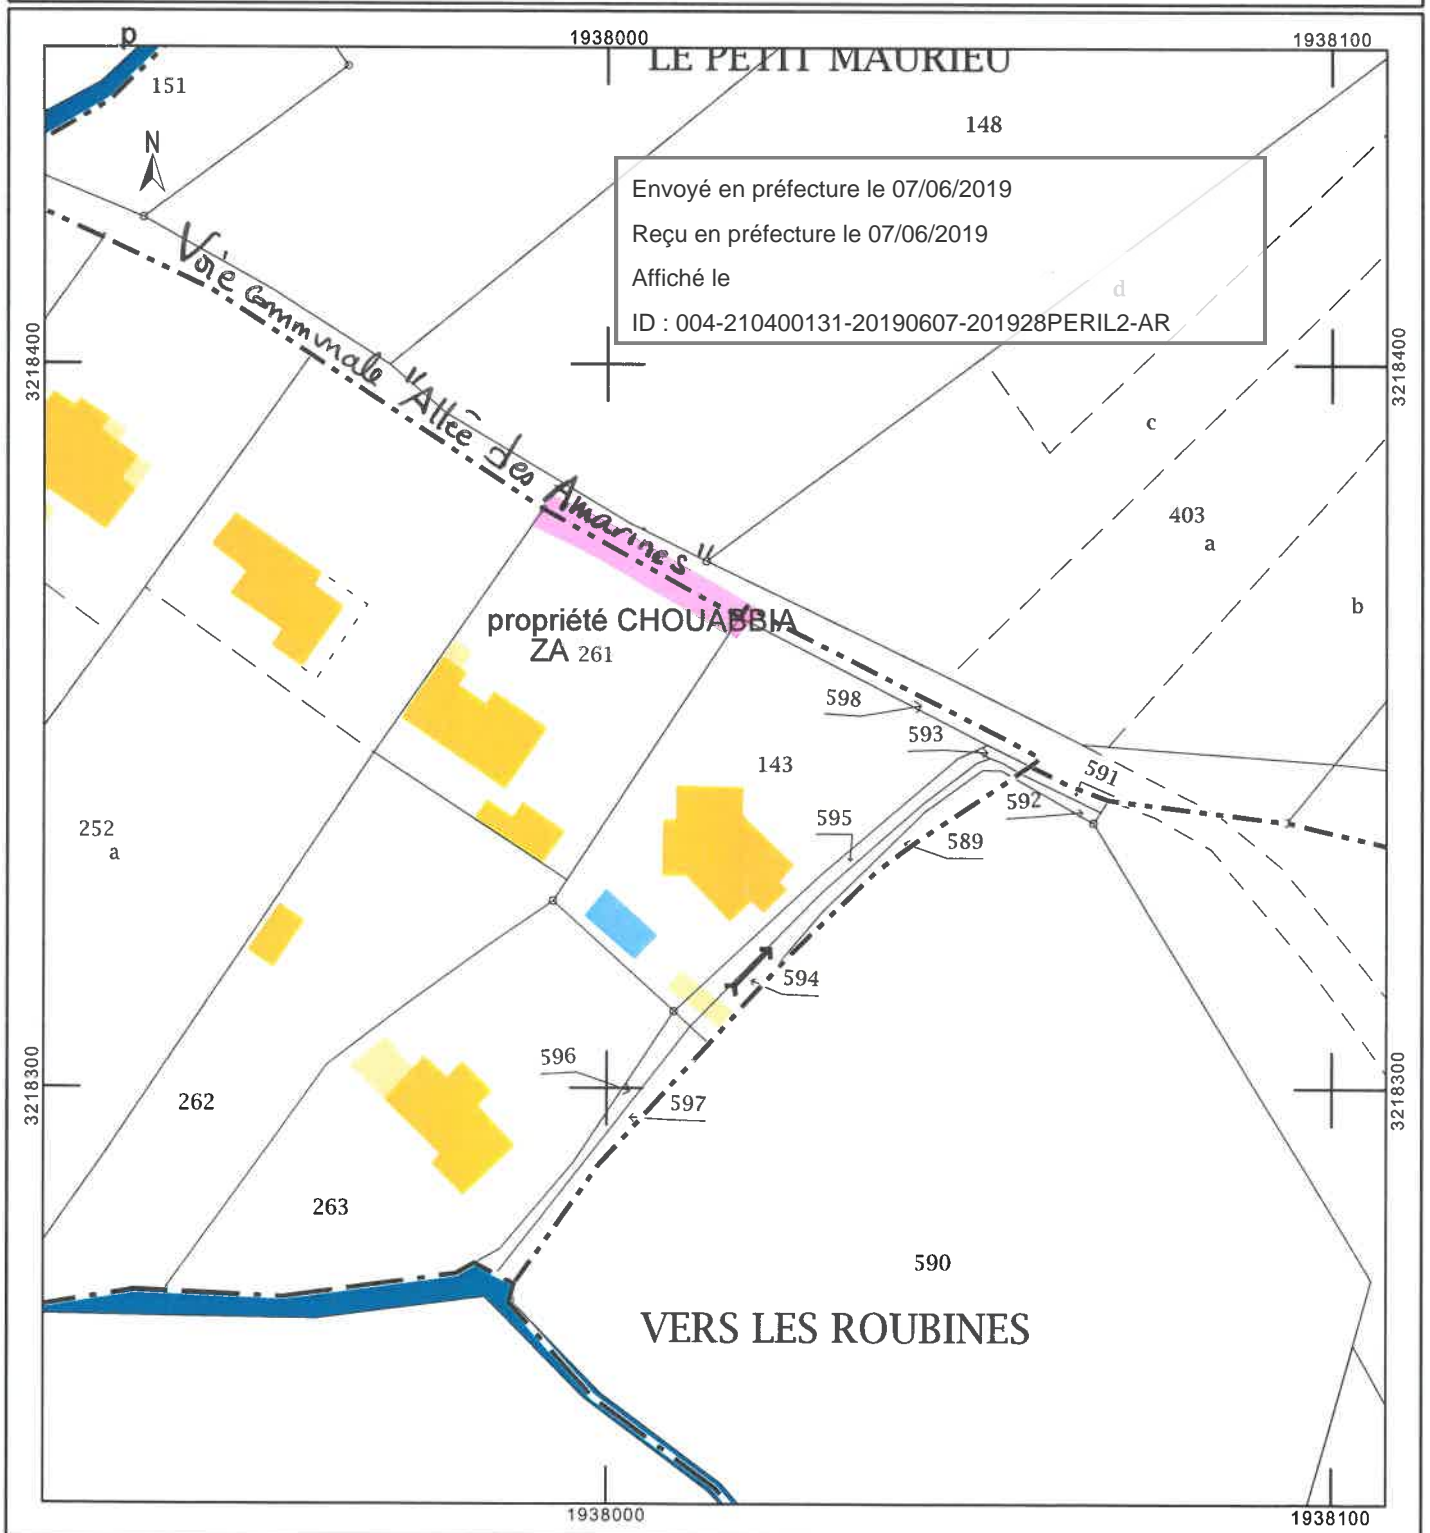 p
1938000
1938100
LE PETIT MAURIEU
151
148
N
Envoyé en préfecture le 07/06/2019
Reçu en préfecture le 07/06/2019
Affiché le
ID : 004-210400131-20190607-201928PERIL2-AR
d
Voie communale "Allée des Amarines"
3218400
3218400
c
403
a
b
propriété CHOUABBIA
ZA 261
598
593
143
591
592
595
589
252
a
594
596
597
3218300
3218300
262
263
590
VERS LES ROUBINES
1938000
1938100